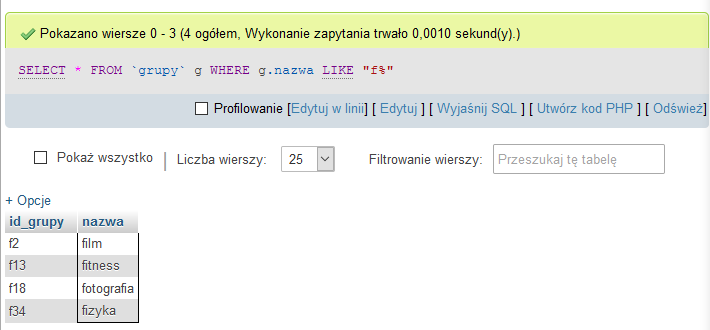 Pokazano wiersze 0 - 3 (4 ogółem, Wykonanie zapytania trwało 0,0010 sekund(y).)
SELECT * FROM `grupy` g WHERE g.nazwa LIKE "f%"
Profilowanie [Edytuj w linii] [ Edytuj ] [ Wyjaśnij SQL ] [ Utwórz kod PHP ] [ Odśwież]
Pokaż wszystko | Liczba wierszy: 25 Filtrowanie wierszy: Przeszukaj tę tabelę
+ Opcje
id_grupy nazwa
f2 film
f13 fitness
f18 fotografia
f34 fizyka